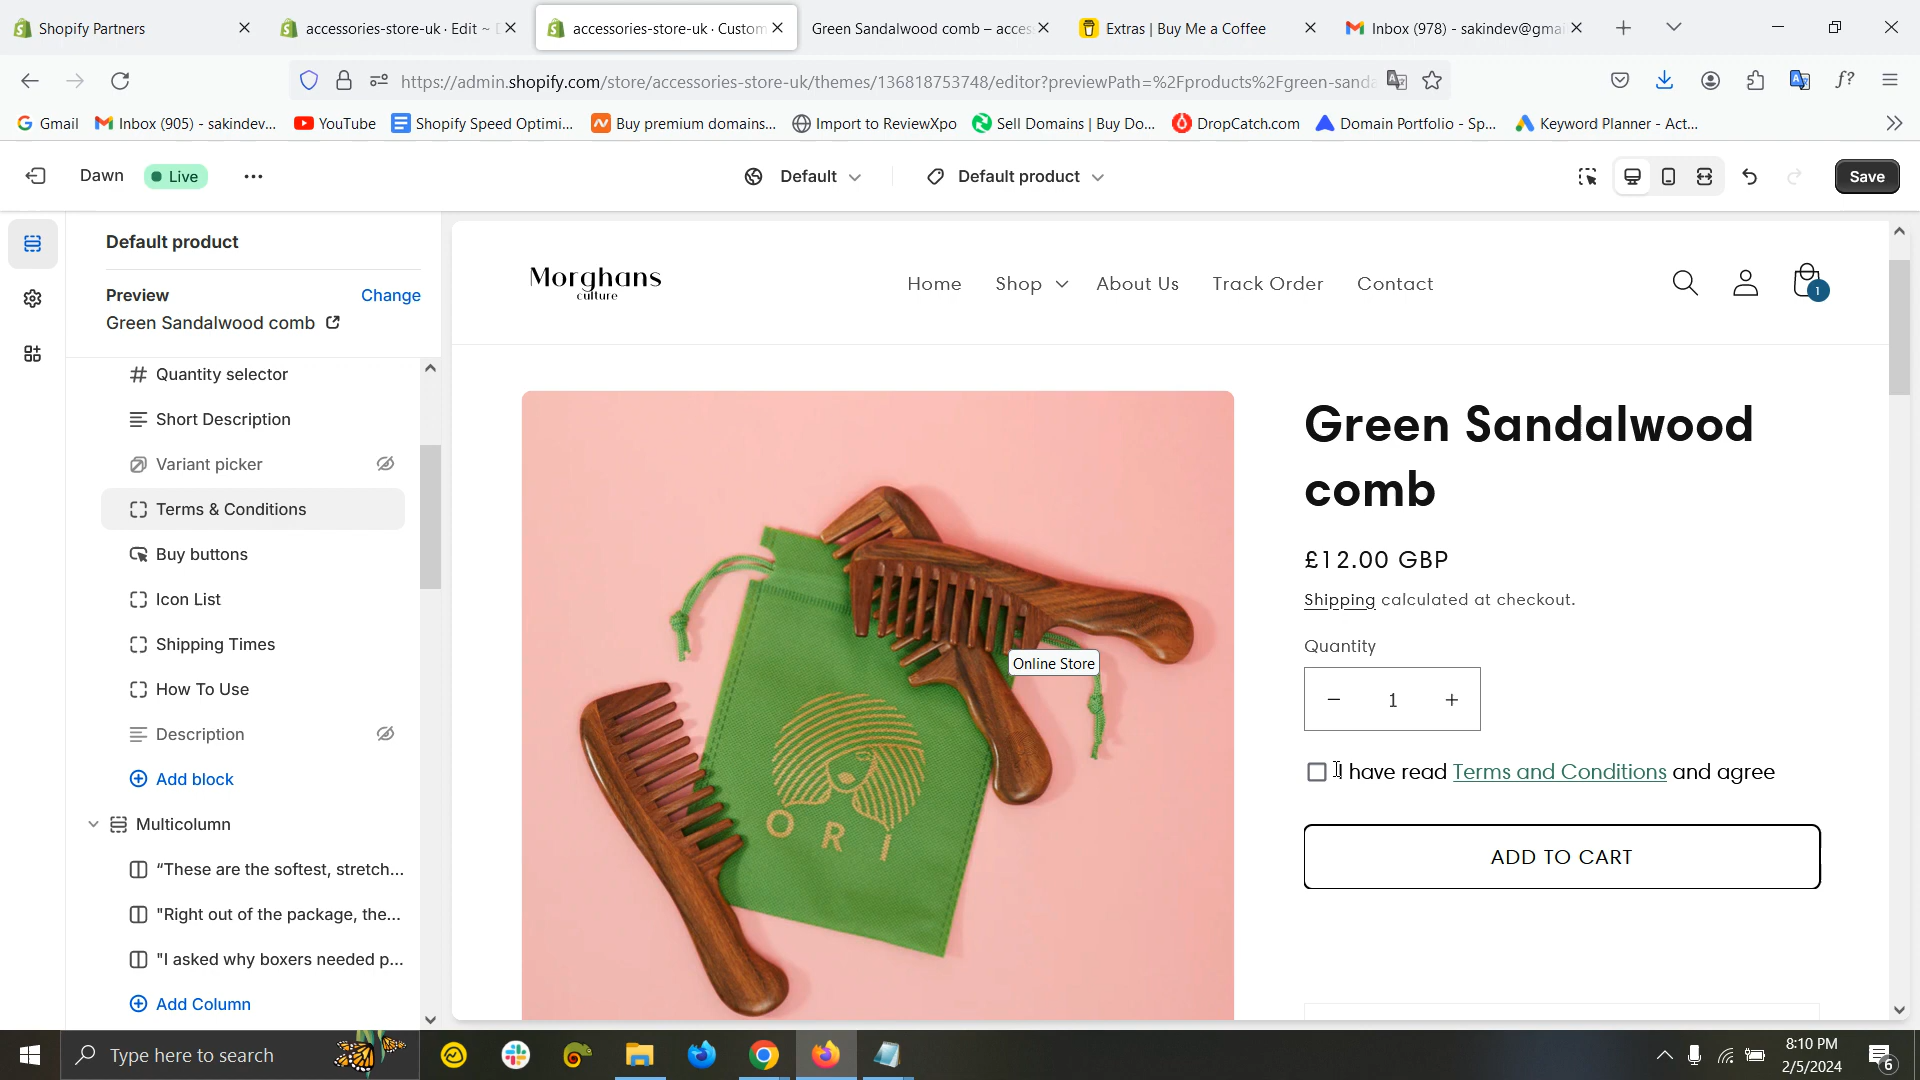 Shopify Partners
accessories-store-uk · Edit ~ D
accessories-store-uk · Custom
Green Sandalwood comb – acces
Extras | Buy Me a Coffee
Inbox (978) - sakindev@gmai
https://admin.shopify.com/store/accessories-store-uk/themes/136818753748/editor?previewPath=%2Fproducts%2Fgreen-sanda
Gmail
Inbox (905) - sakindev...
YouTube
Shopify Speed Optimi...
Buy premium domains...
Import to ReviewXpo
Sell Domains | Buy Do...
DropCatch.com
Domain Portfolio - Sp...
Keyword Planner - Act...
Dawn
Live
Default
Default product
Save
Default product
Preview
Change
Green Sandalwood comb
Quantity selector
Short Description
Variant picker
Terms & Conditions
Buy buttons
Icon List
Shipping Times
How To Use
Description
Add block
Multicolumn
“These are the softest, stretch...
"Right out of the package, the...
"I asked why boxers needed p...
Add Column
Morghans
culture
Home
Shop
About Us
Track Order
Contact
1
ORI
Online Store
Green Sandalwood
comb
£12.00 GBP
Shipping calculated at checkout.
Quantity
− 1 +
I have read Terms and Conditions and agree
ADD TO CART
Type here to search
8:10 PM
2/5/2024
6